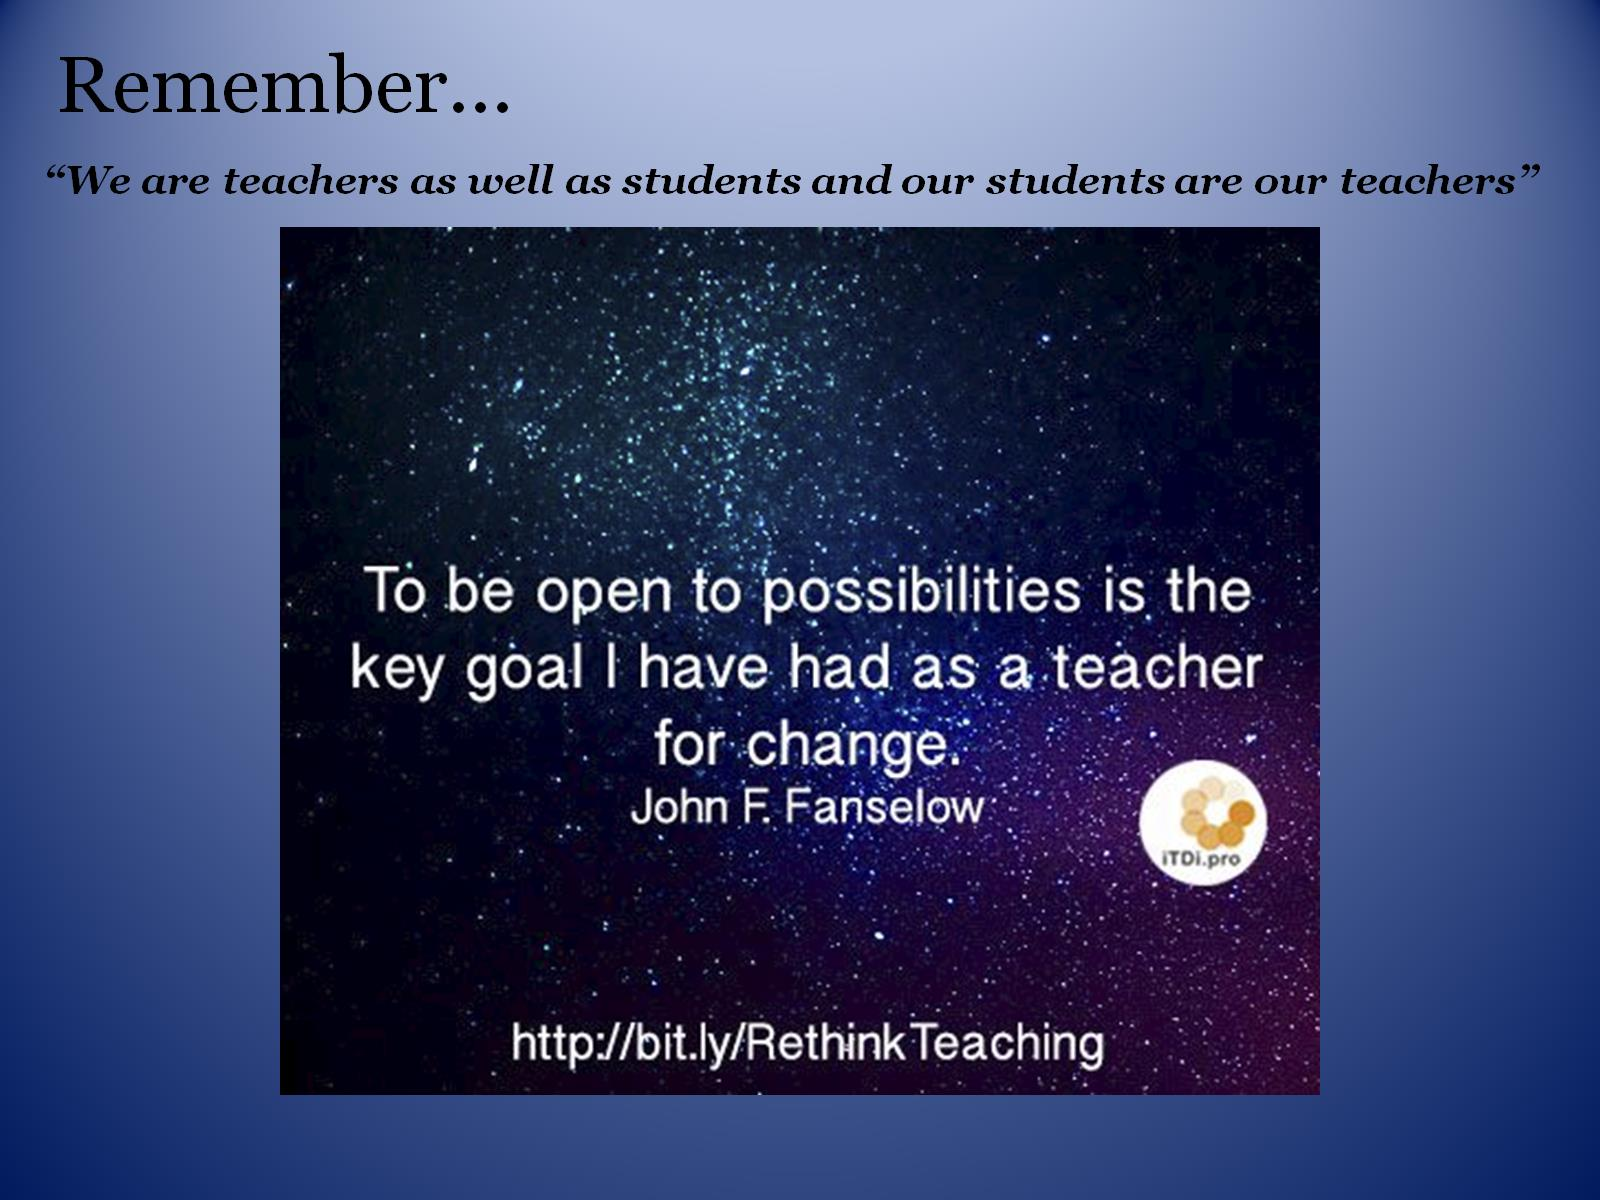 Remember...
“We are teachers as well as students and our students are our teachers”
To be open to possibilities is the
key goal I have had as a teacher
for change.
John F. Fanselow
iTDi.pro
http://bit.ly/RethinkTeaching